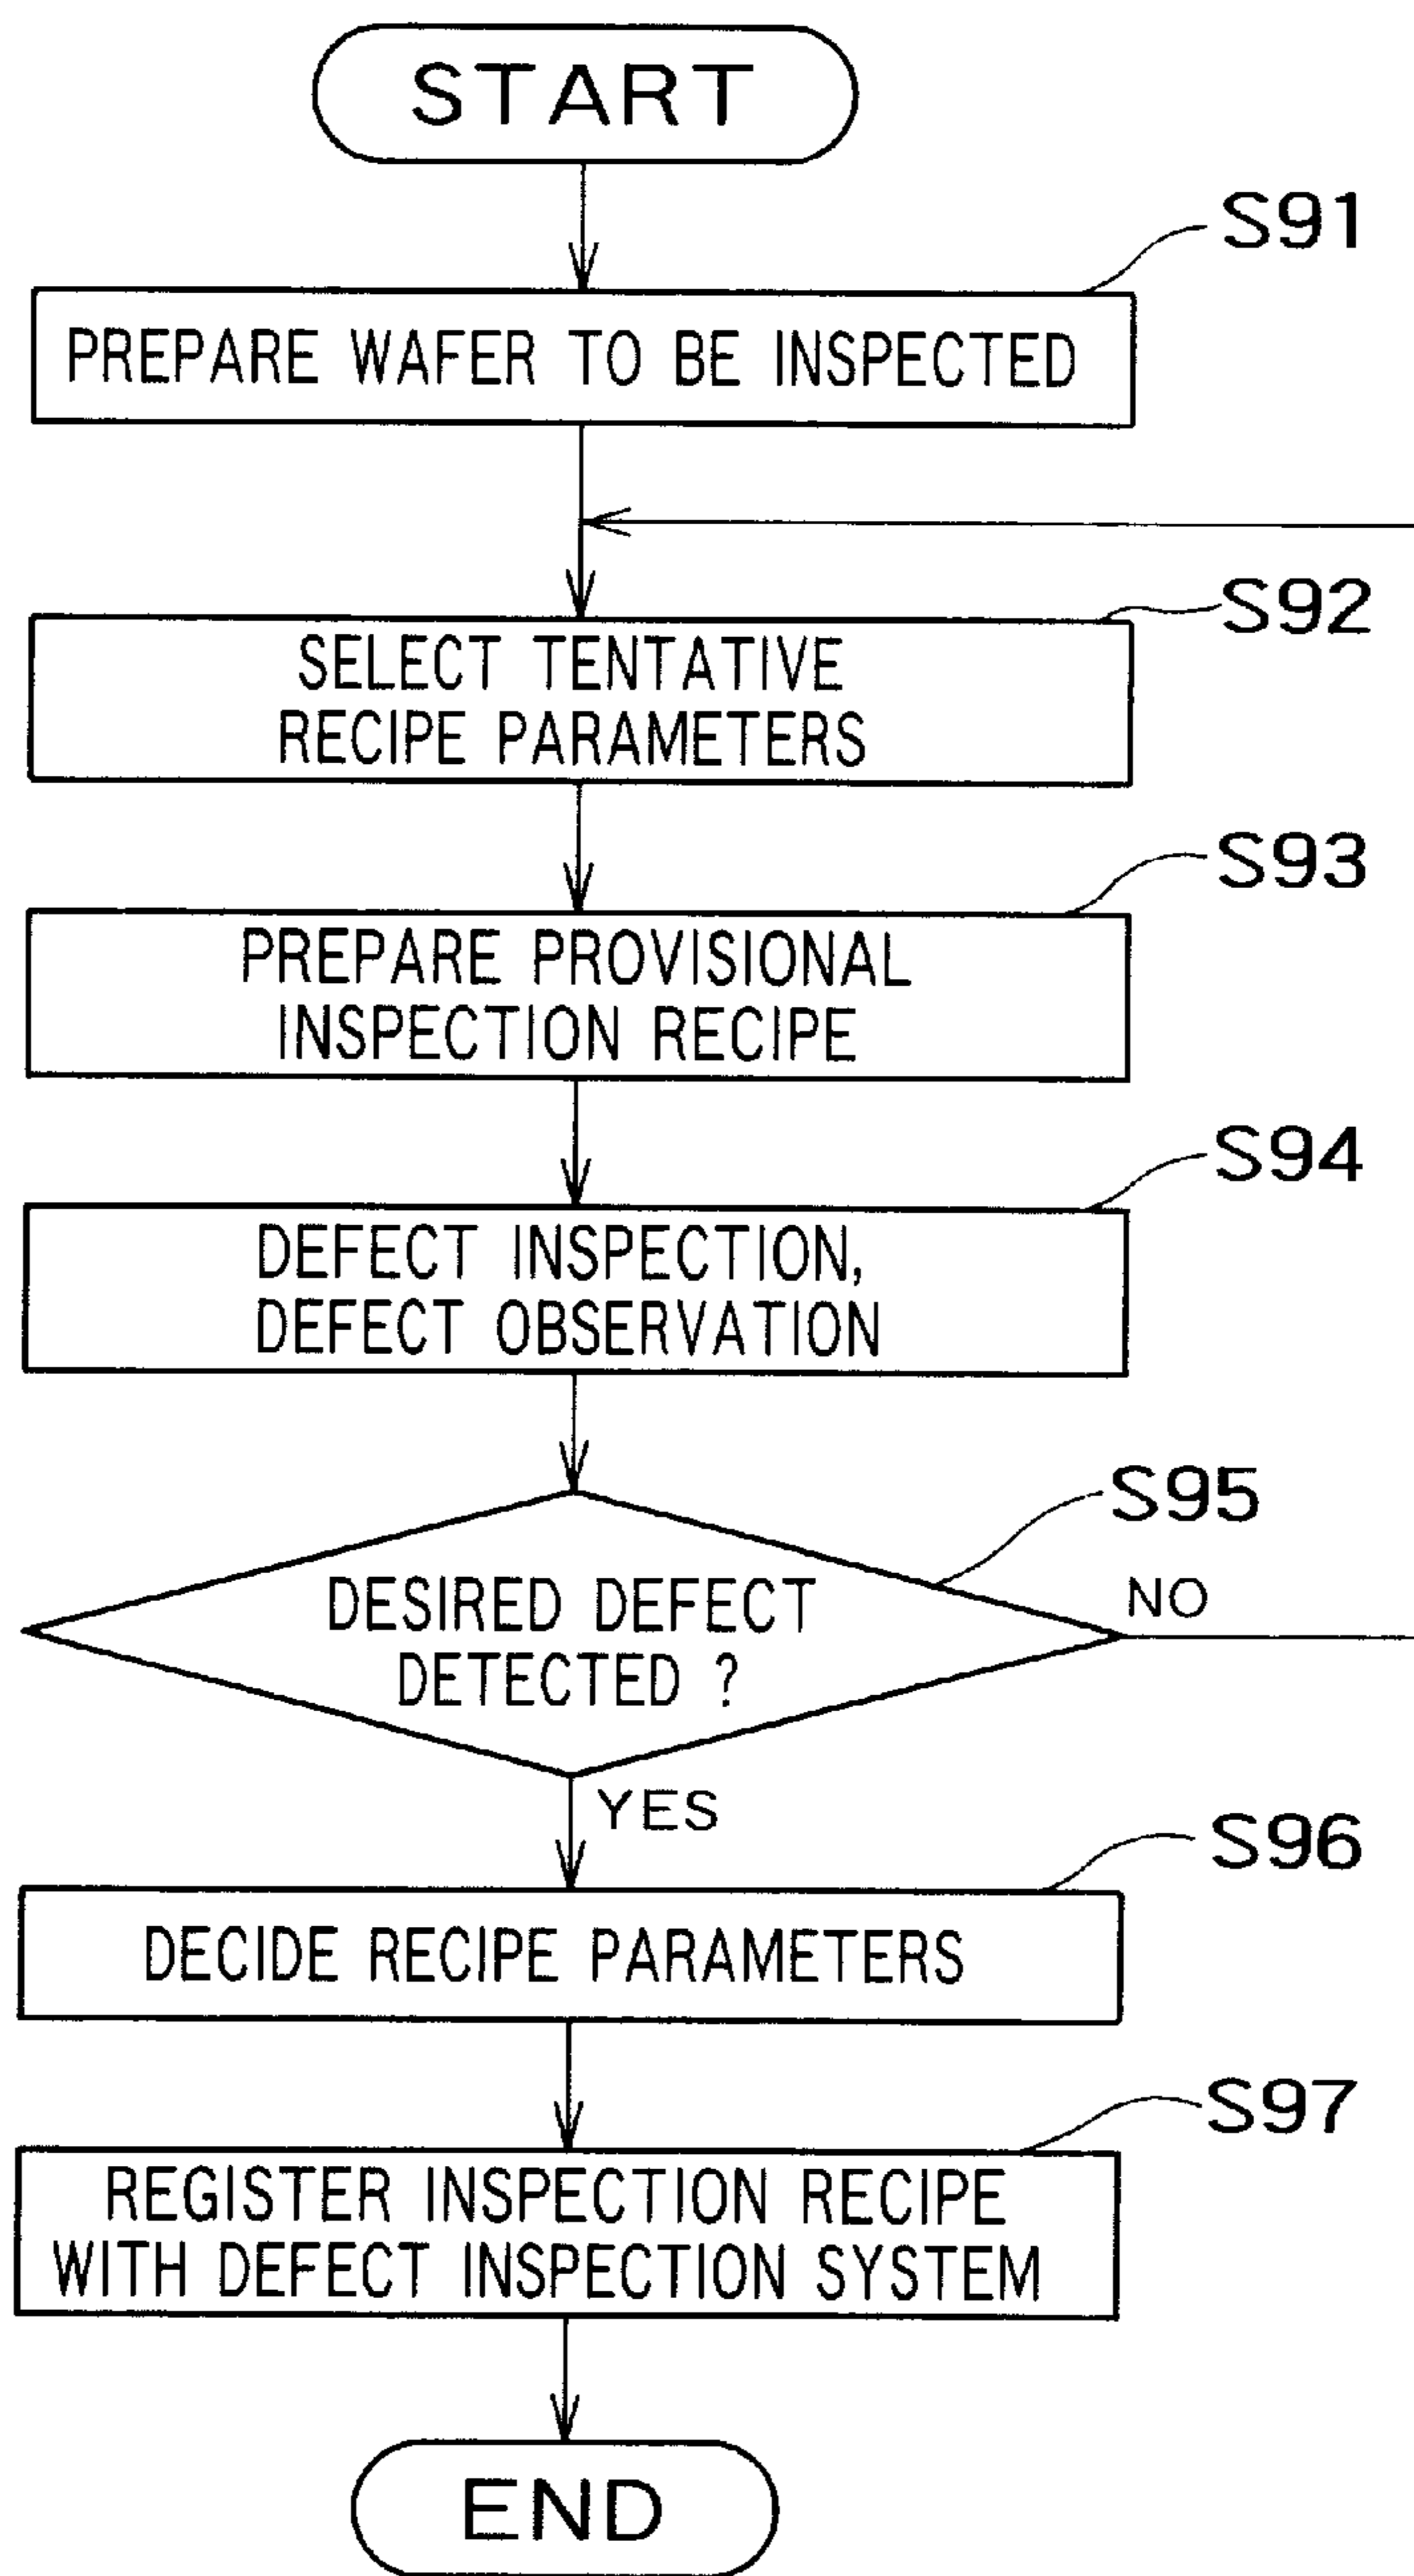 START
S91
PREPARE WAFER TO BE INSPECTED
S92
SELECT TENTATIVE
RECIPE PARAMETERS
S93
PREPARE PROVISIONAL
INSPECTION RECIPE
S94
DEFECT INSPECTION,
DEFECT OBSERVATION
S95
DESIRED DEFECT
DETECTED ?
NO
YES
S96
DECIDE RECIPE PARAMETERS
S97
REGISTER INSPECTION RECIPE
WITH DEFECT INSPECTION SYSTEM
END